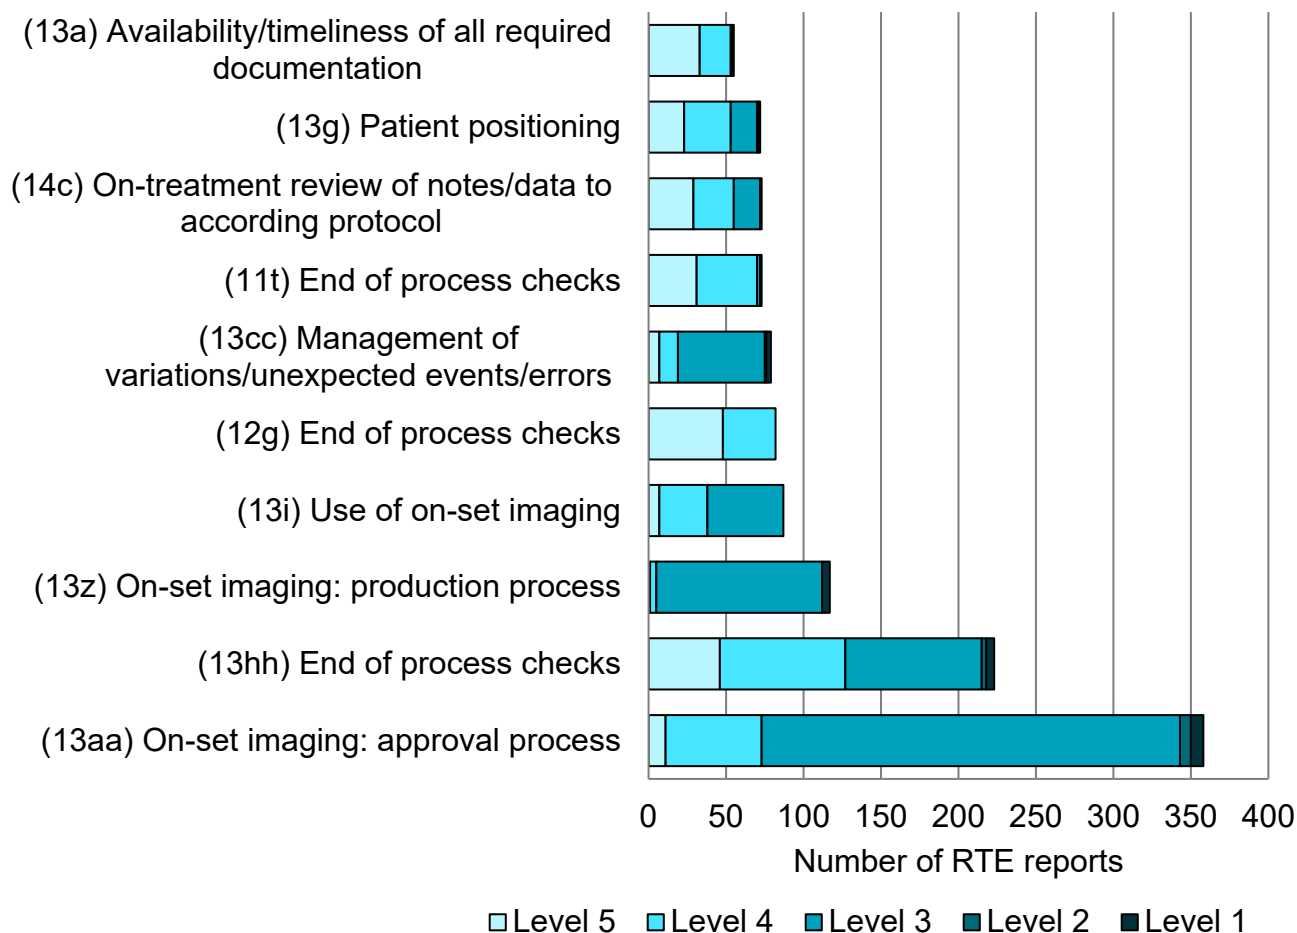 (13a) Availability/timeliness of all required
documentation
(13g) Patient positioning
(14c) On-treatment review of notes/data to
according protocol
(11t) End of process checks
(13cc) Management of
variations/unexpected events/errors
(12g) End of process checks
(13i) Use of on-set imaging
(13z) On-set imaging: production process
(13hh) End of process checks
(13aa) On-set imaging: approval process
0 50 100 150 200 250 300 350 400
Number of RTE reports
Level 5 Level 4 Level 3 Level 2 Level 1